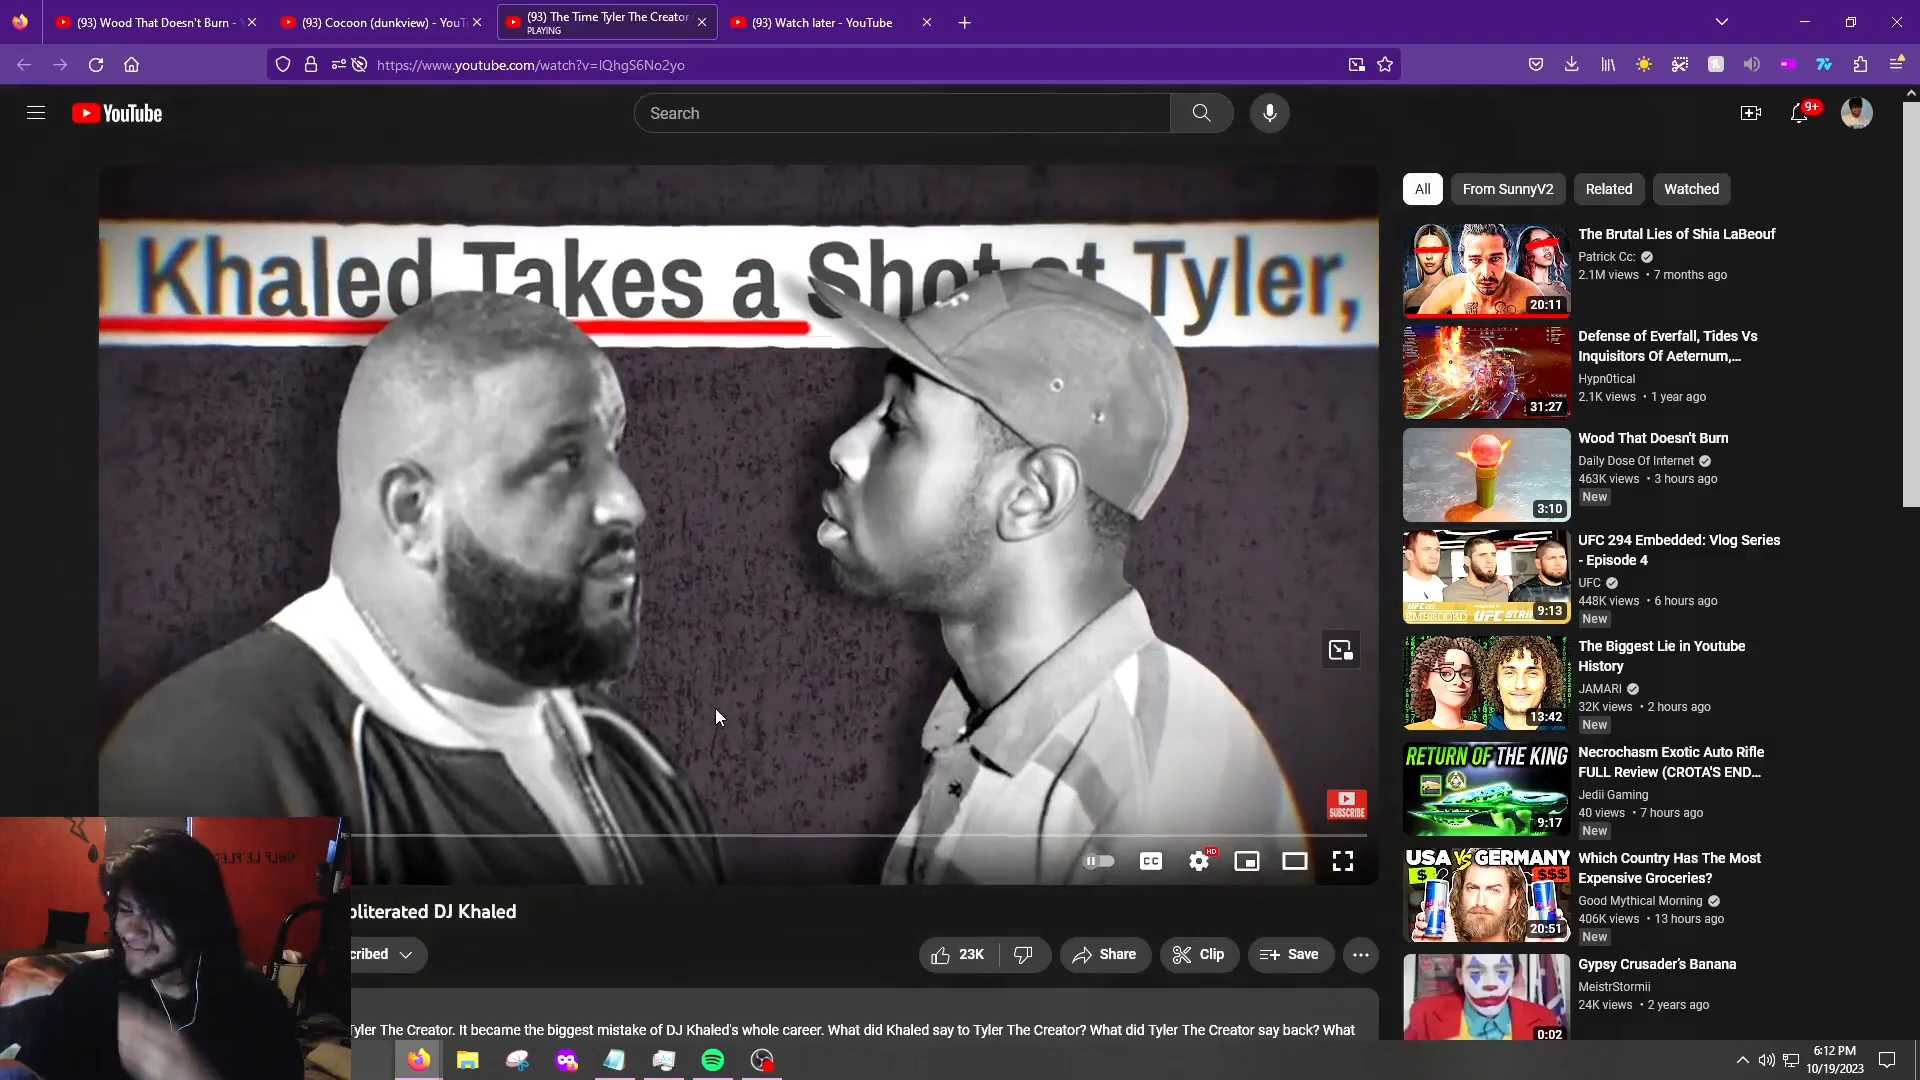 (93) Wood That Doesn't Burn -
(93) Cocoon (dunkview) - YouT
(93) The Time Tyler The Creator
PLAYING
(93) Watch later - YouTube
https://www.youtube.com/watch?v=IQhgS6No2yo
YouTube
Search
9+
Khaled Takes a Shot at Tyler,
SUBSCRIBE
CC
HD
bliterated DJ Khaled
cribed
23K
Share
Clip
Save
Tyler The Creator. It became the biggest mistake of DJ Khaled's whole career. What did Khaled say to Tyler The Creator? What did Tyler The Creator say back? What
All
From SunnyV2
Related
Watched
20:11
The Brutal Lies of Shia LaBeouf
Patrick Cc:
2.1M views • 7 months ago
31:27
Defense of Everfall, Tides Vs
Inquisitors Of Aeternum,...
Hypn0tical
2.1K views • 1 year ago
3:10
Wood That Doesn't Burn
Daily Dose Of Internet
463K views • 3 hours ago
New
EMBEDDED
9:13
UFC 294 Embedded: Vlog Series
- Episode 4
UFC
448K views • 6 hours ago
New
13:42
The Biggest Lie in Youtube
History
JAMARI
32K views • 2 hours ago
New
RETURN OF THE KING
9:17
Necrochasm Exotic Auto Rifle
FULL Review (CROTA'S END...
Jedii Gaming
40 views • 7 hours ago
New
USA VS GERMANY
$ $$$
20:51
Which Country Has The Most
Expensive Groceries?
Good Mythical Morning
406K views • 13 hours ago
New
0:02
Gypsy Crusader's Banana
MeistrStormii
24K views • 2 years ago
6:12 PM
10/19/2023